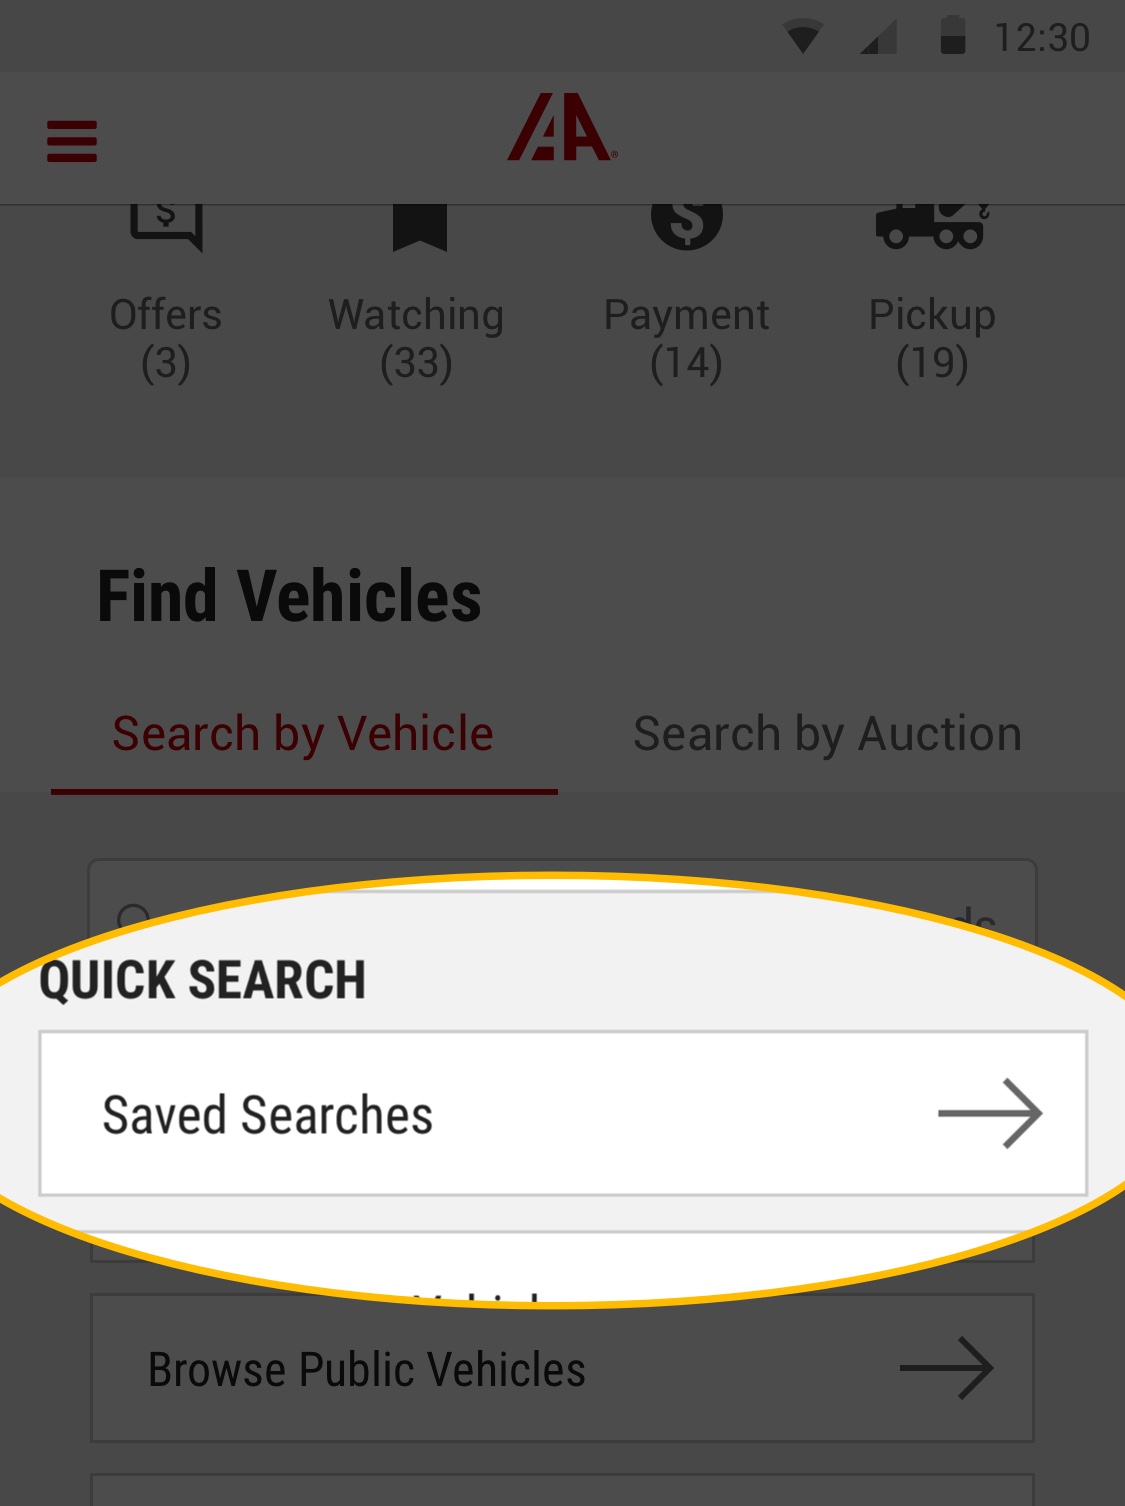 12:30
IAA®
$
$
Offers
(3)
Watching
(33)
Payment
(14)
Pickup
(19)
Find Vehicles
Search by Vehicle
Search by Auction
QUICK SEARCH
Saved Searches
Browse Public Vehicles